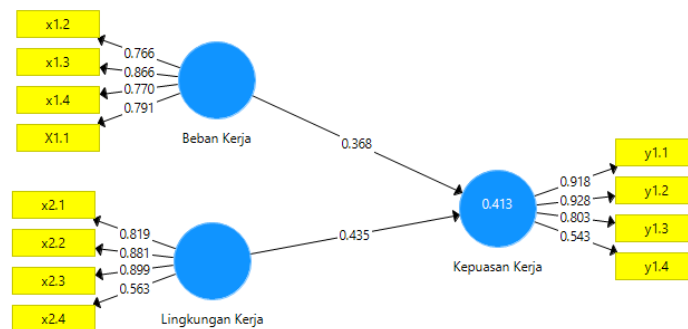 x1.2
x1.3
x1.4
X1.1
0.766
0.866
0.770
0.791
Beban Kerja
0.368
x2.1
x2.2
x2.3
x2.4
0.819
0.881
0.899
0.563
Lingkungan Kerja
0.435
0.413
Kepuasan Kerja
0.918
0.928
0.803
0.543
y1.1
y1.2
y1.3
y1.4